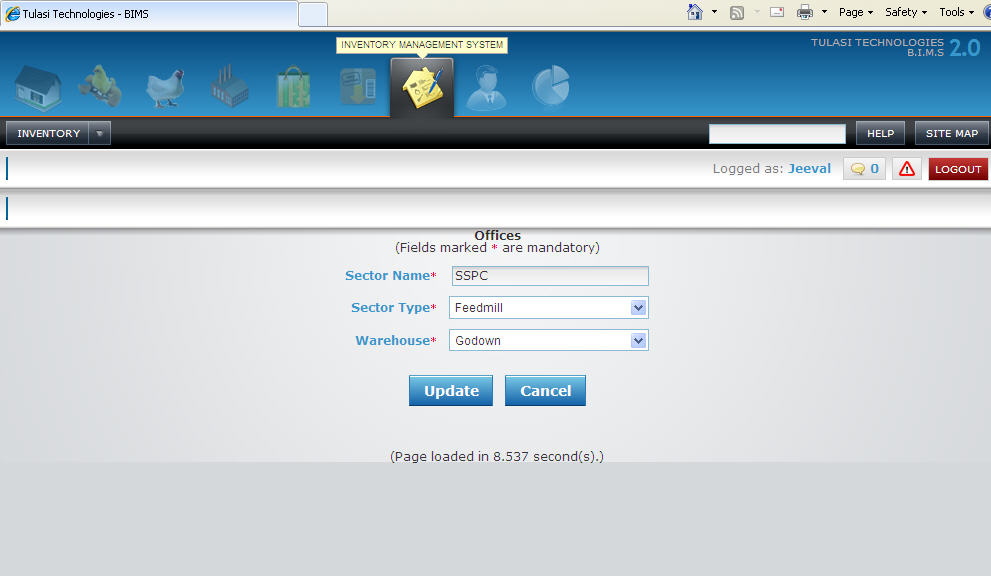 Tulasi Technologies - BIMS
Page Safety Tools
INVENTORY MANAGEMENT SYSTEM
TULASI TECHNOLOGIES
B.I.M.S 2.0
INVENTORY HELP SITE MAP
Logged as: Jeeval 0 LOGOUT
Offices
(Fields marked * are mandatory)
Sector Name* SSPC
Sector Type* Feedmill
Warehouse* Godown
Update Cancel
(Page loaded in 8.537 second(s).)